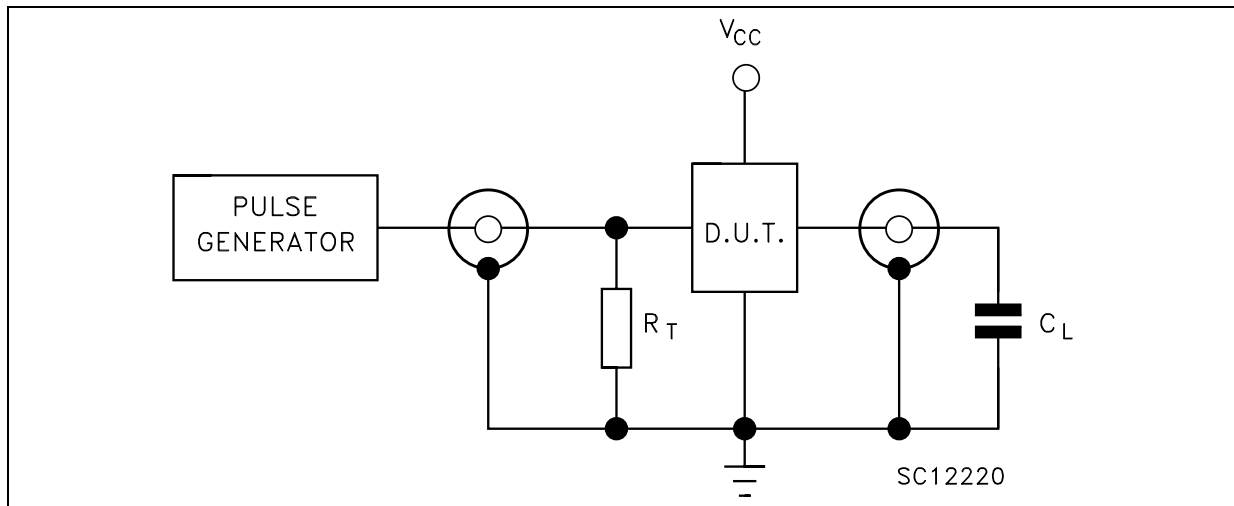 VCC
PULSE
GENERATOR
D.U.T.
RT
CL
SC12220